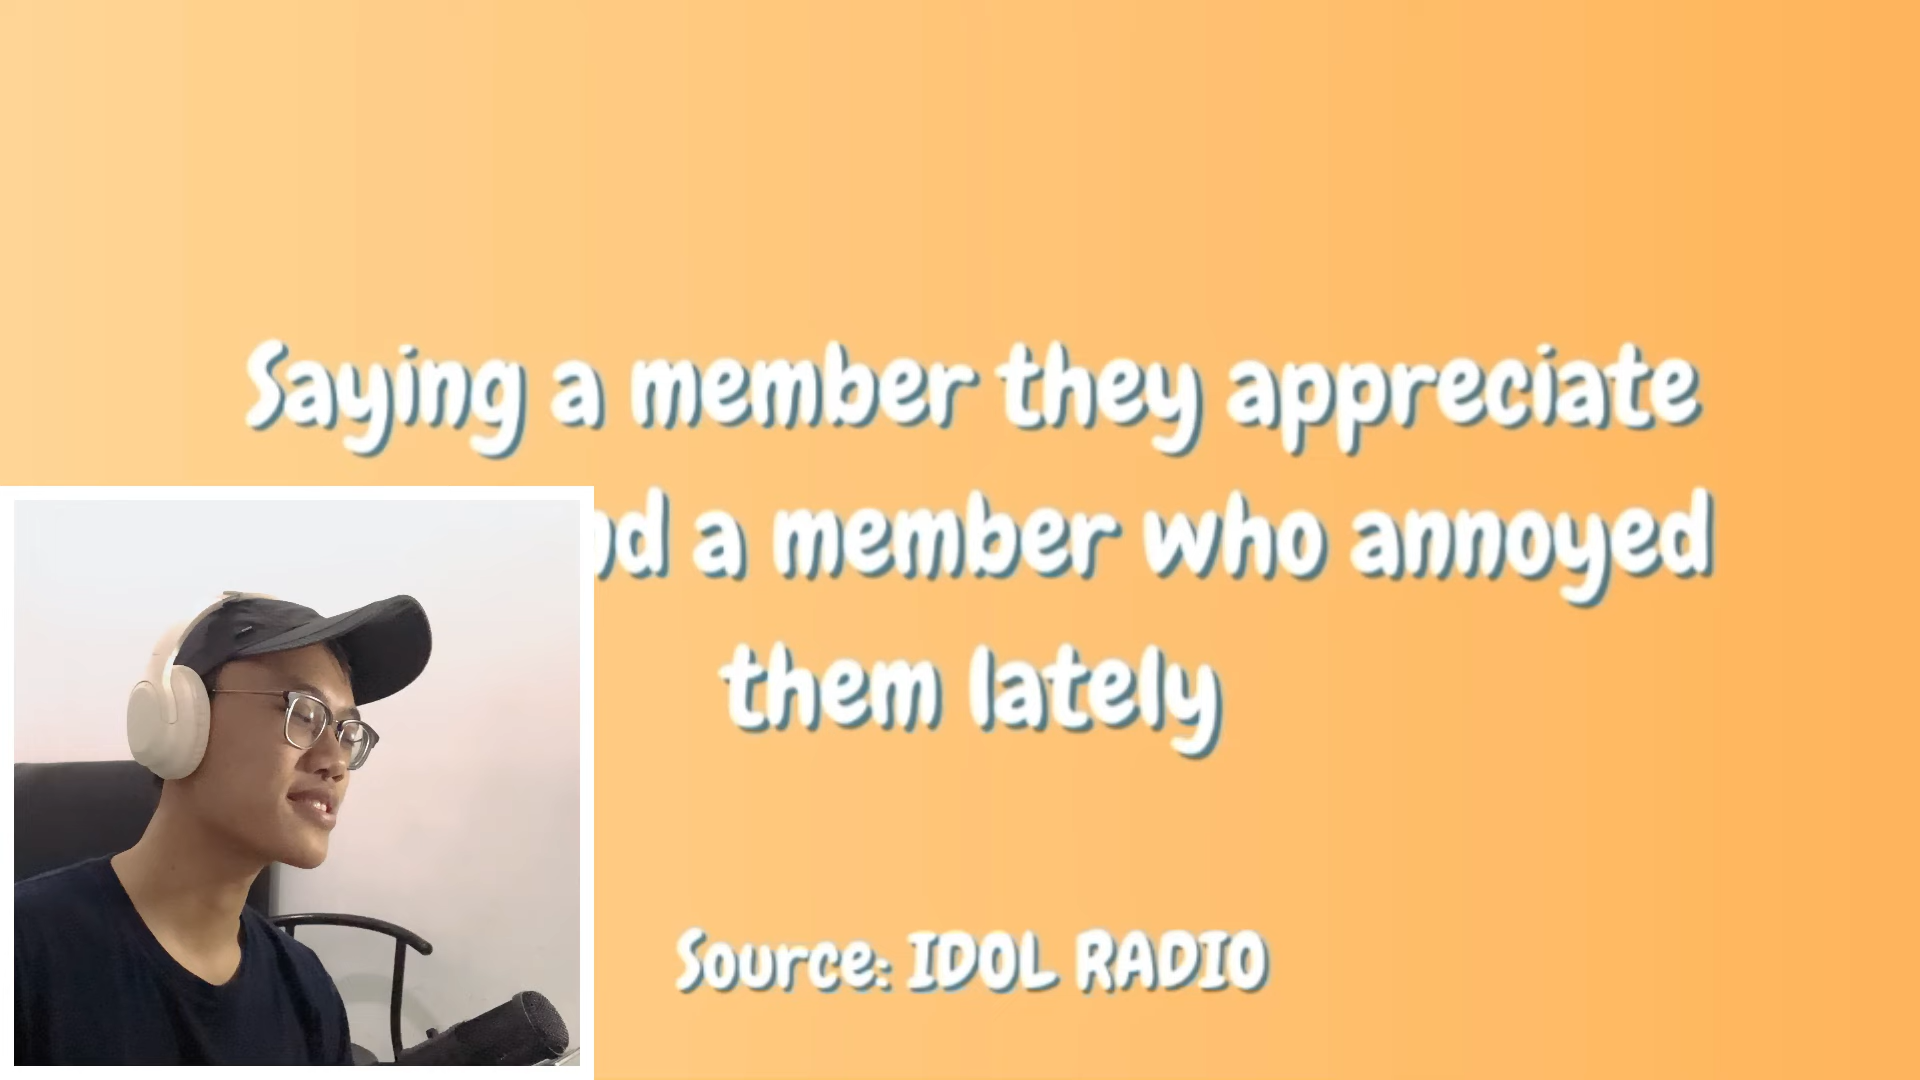 Saying a member they appreciate
a member who annoyed
them lately
Source: IDOL RADIO